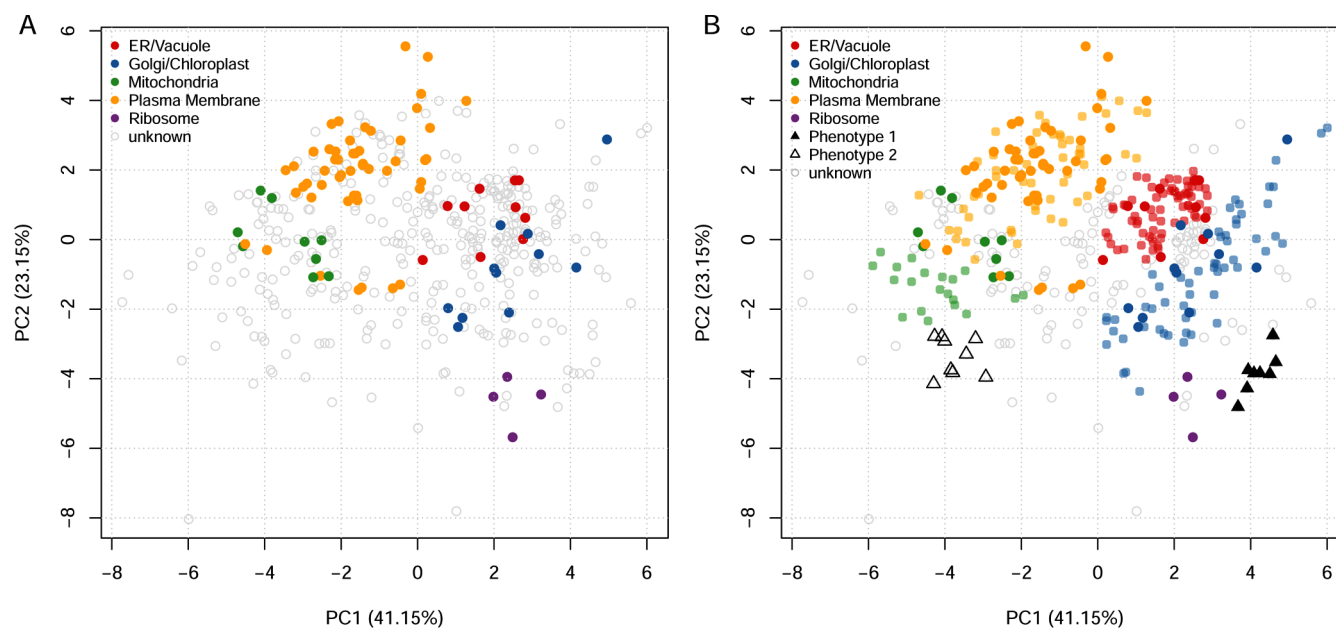 A
ER/Vacuole
Golgi/Chloroplast
Mitochondria
Plasma Membrane
Ribosome
unknown
6
4
2
0
−2
−4
−6
−8
PC2 (23.15%)
−8 −6 −4 −2 0 2 4 6
PC1 (41.15%)
B
ER/Vacuole
Golgi/Chloroplast
Mitochondria
Plasma Membrane
Ribosome
Phenotype 1
Phenotype 2
unknown
6
4
2
0
−2
−4
−6
−8
PC2 (23.15%)
−8 −6 −4 −2 0 2 4 6
PC1 (41.15%)